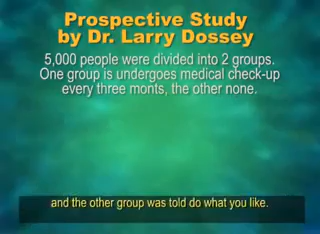 Prospective Study
by Dr. Larry Dossey
5,000 people were divided into 2 groups.
One group is undergoes medical check-up
every three monts, the other none.
and the other group was told do what you like.